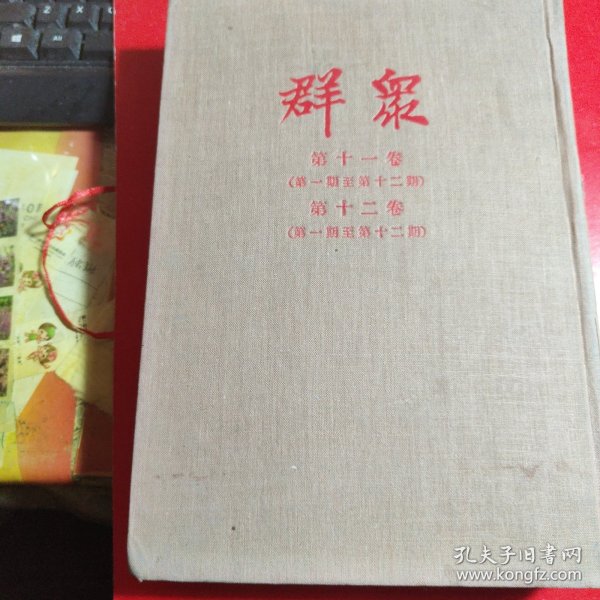 群衆
第十一卷
(第一期至第十二期)
第十二卷
(第一期至第十二期)
孔夫子旧书网
www.kongfz.com